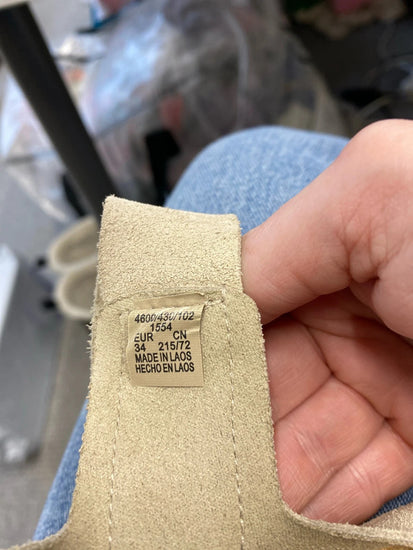 4600/430/102
1554
EUR CN
34 215/72
MADE IN LAOS
HECHO EN LAOS